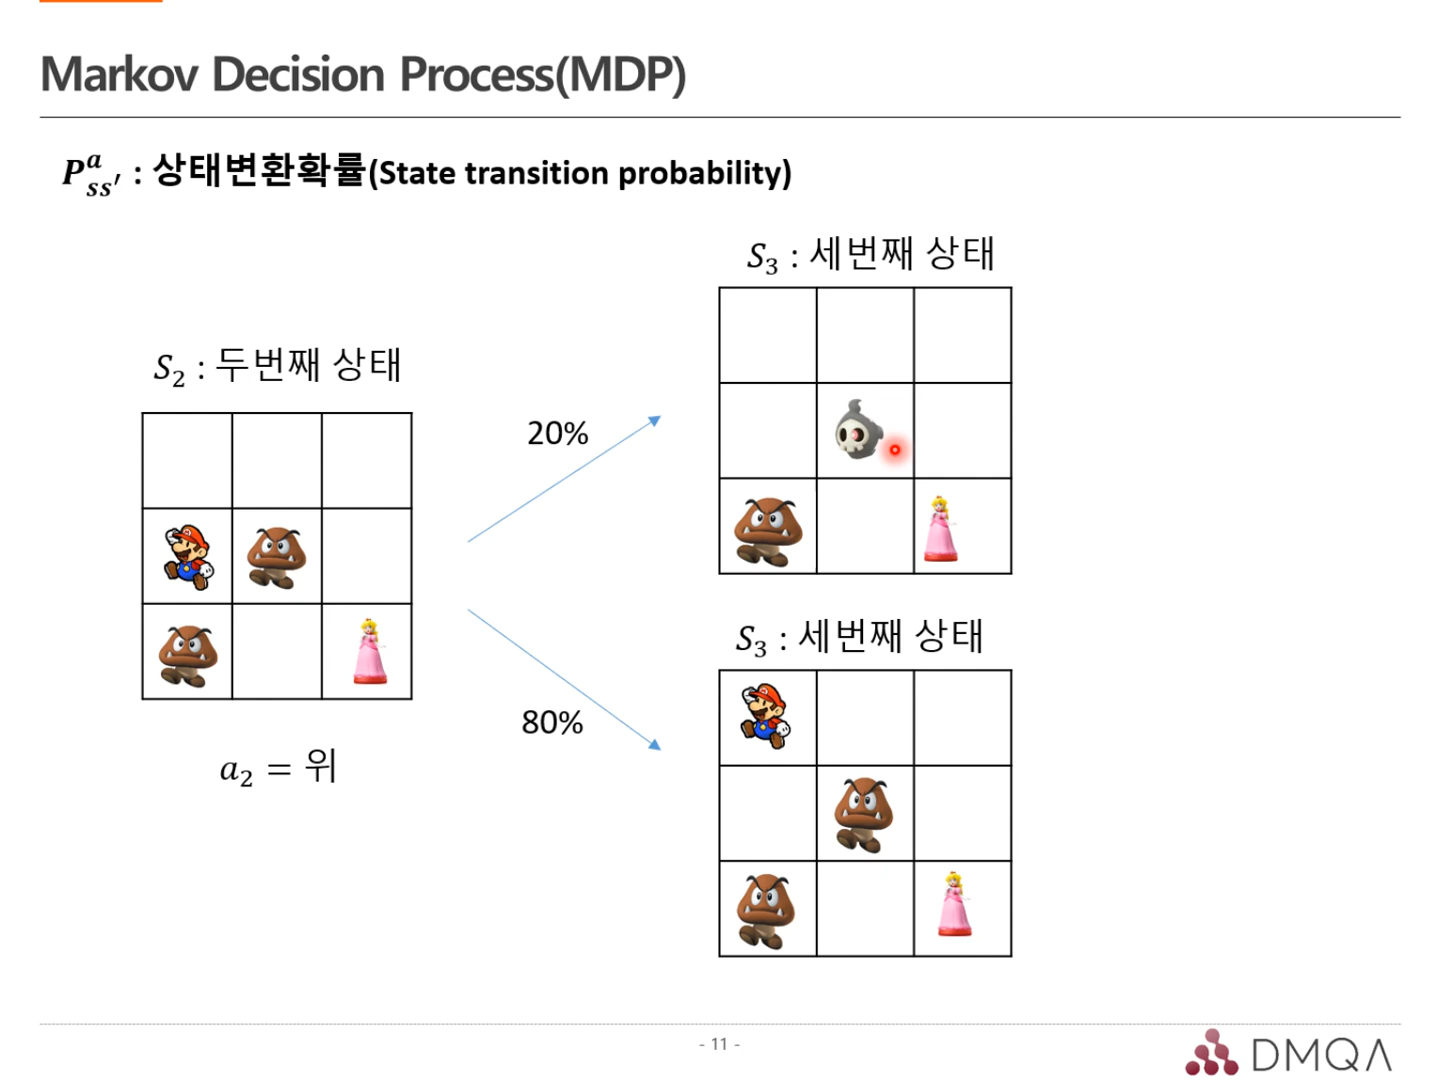 Markov Decision Process(MDP)
P^a_ss′ : 상태변환확률(State transition probability)
S₃ : 세번째 상태
S₂ : 두번째 상태
20%
S₃ : 세번째 상태
80%
a₂ = 위
- 11 -
DMQA